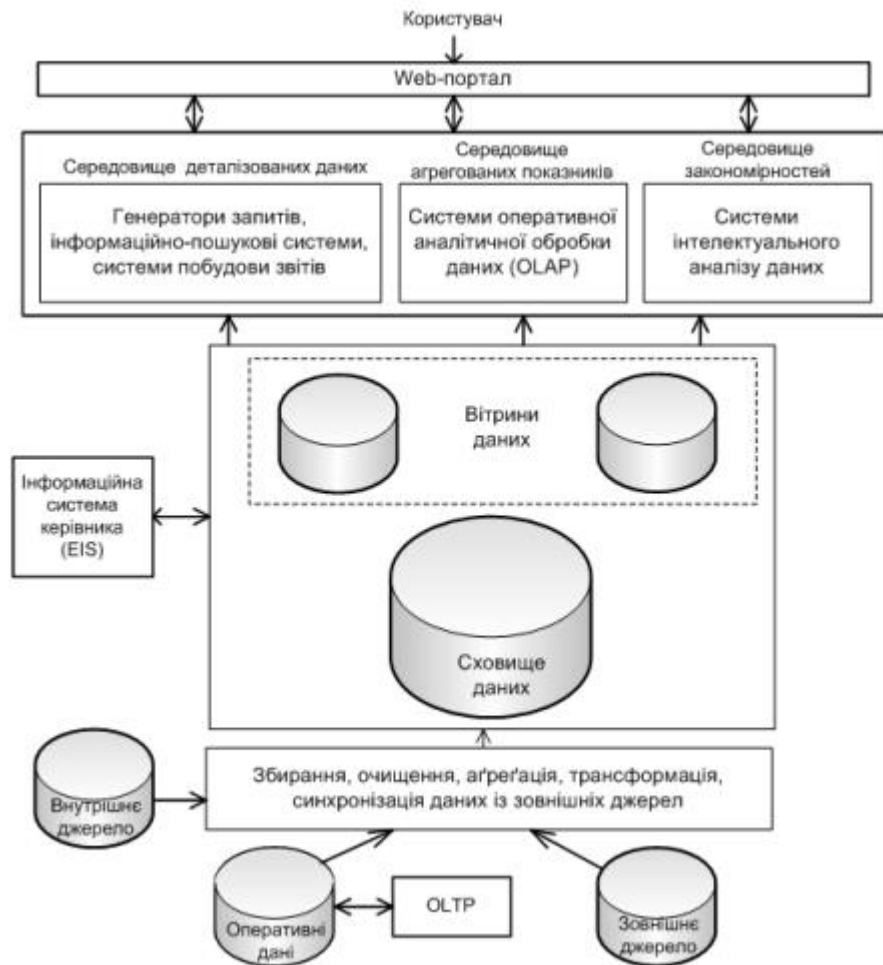 Користувач
Web-портал
Середовище деталізованих даних
Середовище
агрегованих показників
Середовище
закономірностей
Генератори запитів,
інформаційно-пошукові системи,
системи побудови звітів
Системи оперативної
аналітичної обробки
даних (OLAP)
Системи
інтелектуального
аналізу даних
Вітрини
даних
Інформаційна
система
керівника
(EIS)
Сховище
даних
Збирання, очищення, аґреґація, трансформація,
синхронізація даних із зовнішніх джерел
Внутрішнє
джерело
Оперативні
дані
OLTP
Зовнішнє
джерело